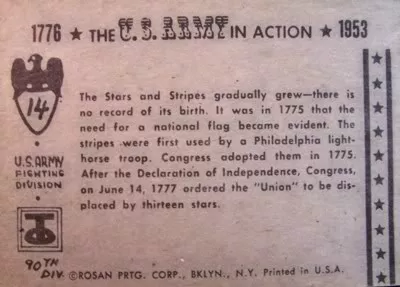 1776 ★ THE U.S. ARMY IN ACTION ★ 1953
14
U.S. ARMY
FIGHTING
DIVISION
TO
90TH
DIV.
The Stars and Stripes gradually grew—there is
no record of its birth. It was in 1775 that the
need for a national flag became evident. The
stripes were first used by a Philadelphia light-
horse troop. Congress adopted them in 1775.
After the Declaration of Independence, Congress,
on June 14, 1777 ordered the "Union" to be dis-
placed by thirteen stars.
©ROSAN PRTG. CORP., BKLYN., N.Y. Printed in U.S.A.